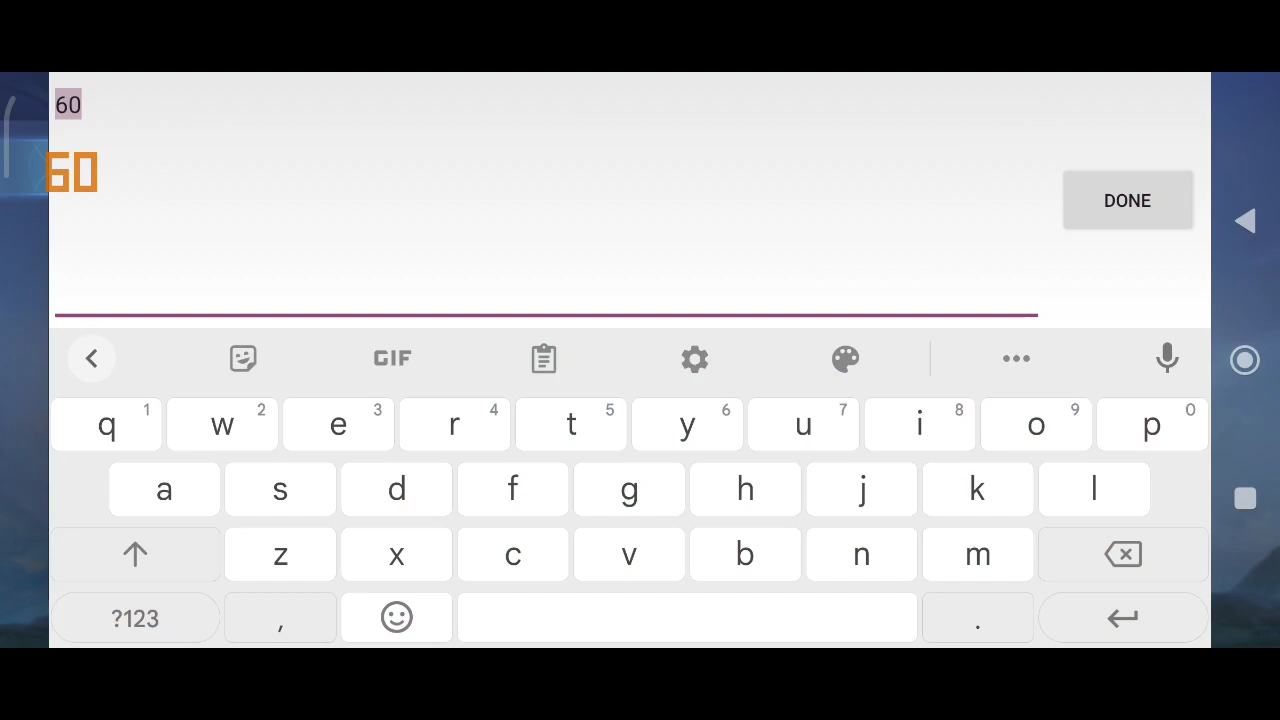 60
60
DONE
GIF
q 1 w 2 e 3 r 4 t 5 y 6 u 7 i 8 o 9 p 0
a s d f g h j k l
z x c v b n m
?123 , .